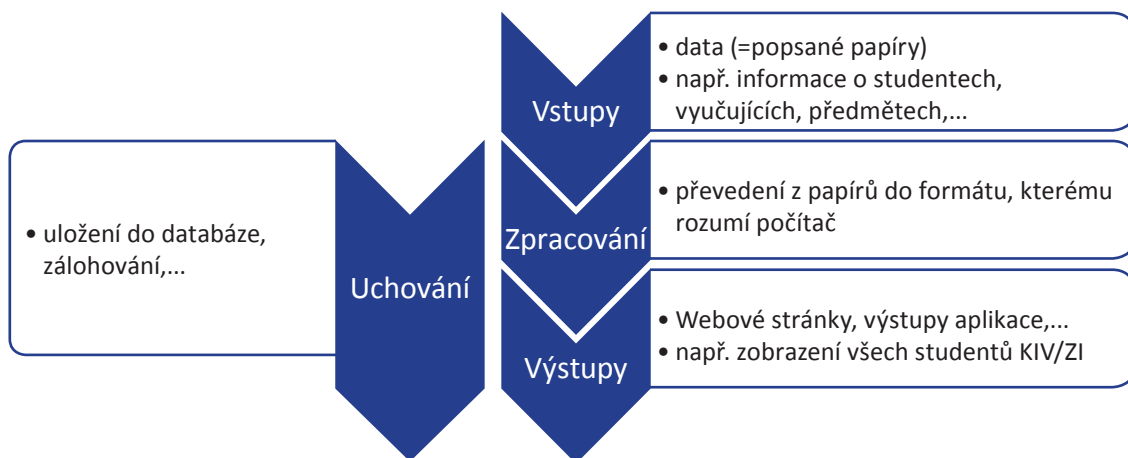 Vstupy
• data (=popsané papíry)
• např. informace o studentech,
vyučujících, předmětech,...
Zpracování
• převedení z papírů do formátu, kterému
rozumí počítač
Výstupy
• Webové stránky, výstupy aplikace,...
• např. zobrazení všech studentů KIV/ZI
Uchování
• uložení do databáze,
zálohování,...